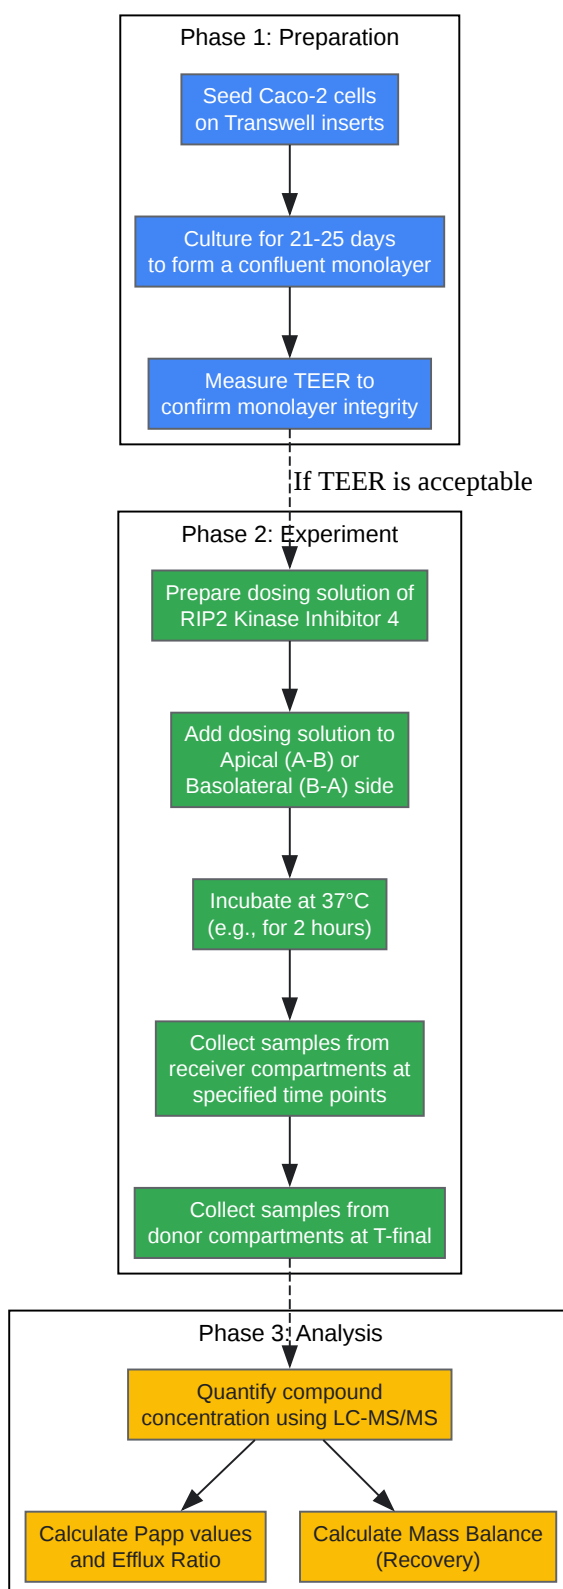 Phase 1: Preparation
Seed Caco-2 cells
on Transwell inserts
Culture for 21-25 days
to form a confluent monolayer
Measure TEER to
confirm monolayer integrity
If TEER is acceptable
Phase 2: Experiment
Prepare dosing solution of
RIP2 Kinase Inhibitor 4
Add dosing solution to
Apical (A-B) or
Basolateral (B-A) side
Incubate at 37°C
(e.g., for 2 hours)
Collect samples from
receiver compartments at
specified time points
Collect samples from
donor compartments at T-final
Phase 3: Analysis
Quantify compound
concentration using LC-MS/MS
Calculate Papp values
and Efflux Ratio
Calculate Mass Balance
(Recovery)